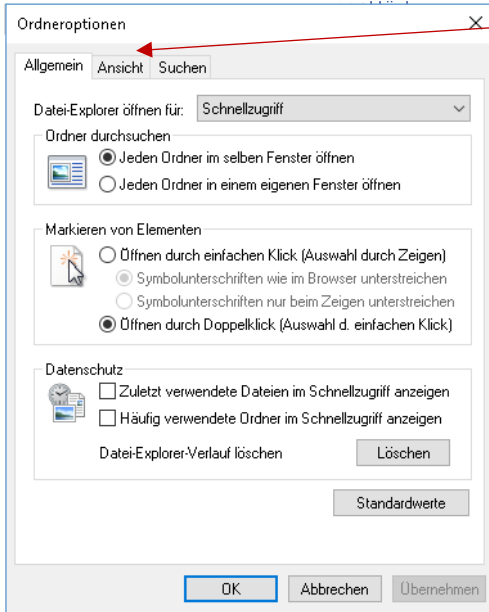 Ordneroptionen
Allgemein Ansicht Suchen
Datei-Explorer öffnen für: Schnellzugriff
Ordner durchsuchen
Jeden Ordner im selben Fenster öffnen
Jeden Ordner in einem eigenen Fenster öffnen
Markieren von Elementen
Öffnen durch einfachen Klick (Auswahl durch Zeigen)
Symbolunterschriften wie im Browser unterstreichen
Symbolunterschriften nur beim Zeigen unterstreichen
Öffnen durch Doppelklick (Auswahl d. einfachen Klick)
Datenschutz
Zuletzt verwendete Dateien im Schnellzugriff anzeigen
Häufig verwendete Ordner im Schnellzugriff anzeigen
Datei-Explorer-Verlauf löschen Löschen
Standardwerte
OK Abbrechen Übernehmen